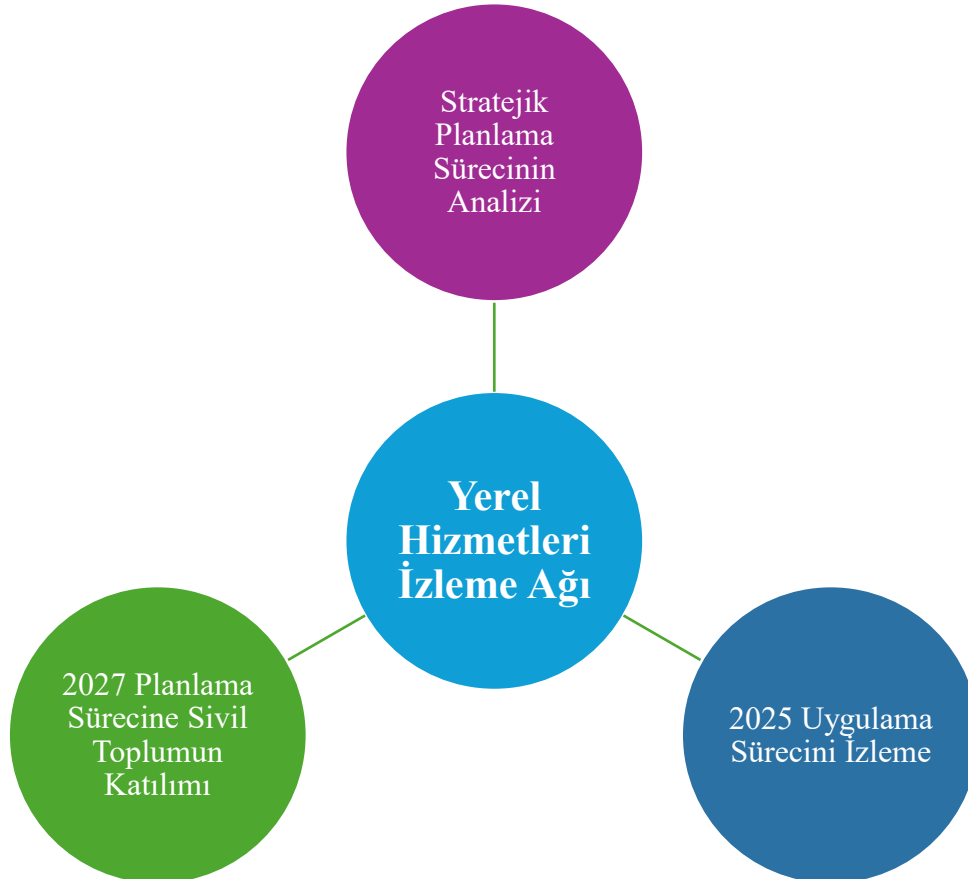 Stratejik
Planlama
Sürecinin
Analizi
Yerel
Hizmetleri
İzleme Ağı
2027 Planlama
Sürecine Sivil
Toplumun
Katılımı
2025 Uygulama
Sürecini İzleme